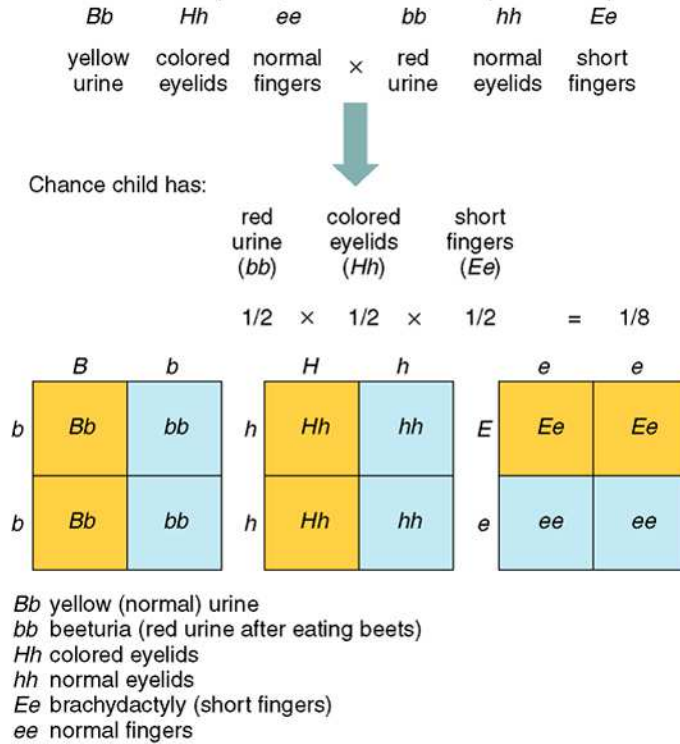 Bb Hh ee bb hh Ee
yellow colored normal × red normal short
urine eyelids fingers urine eyelids fingers
Chance child has:
red colored short
urine eyelids fingers
(bb) (Hh) (Ee)
1/2 × 1/2 × 1/2 = 1/8
B b H h e e
b Bb bb h Hh hh E Ee Ee
b Bb bb h Hh hh e ee ee
Bb yellow (normal) urine
bb beeturia (red urine after eating beets)
Hh colored eyelids
hh normal eyelids
Ee brachydactyly (short fingers)
ee normal fingers